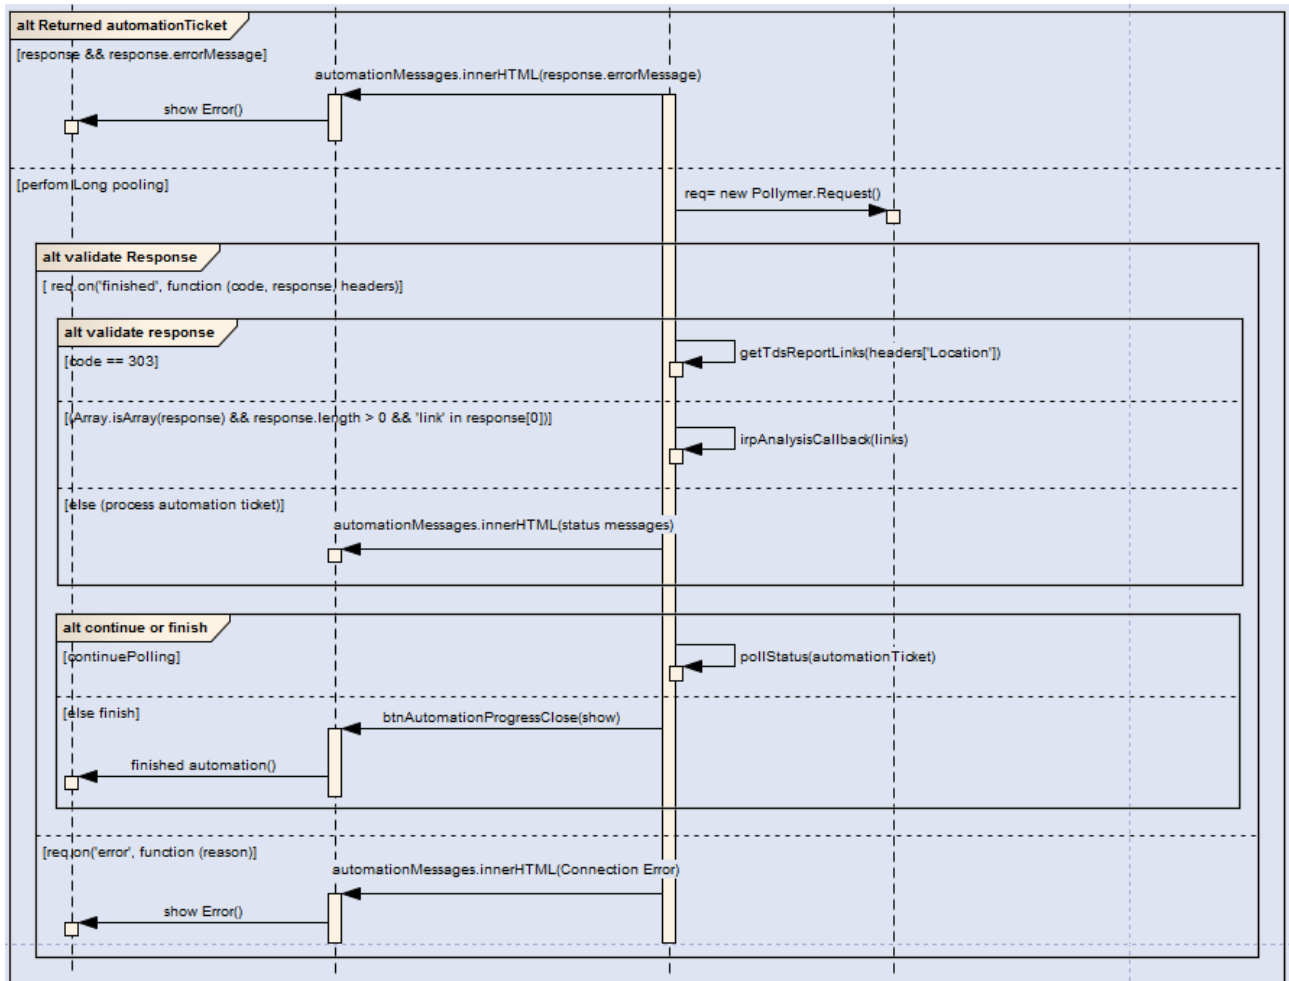 alt Returned automationTicket
[response && response.errorMessage]
automationMessages.innerHTML(response.errorMessage)
show Error()
[perfom Long pooling]
req= new Pollymer.Request()
alt validate Response
[ req.on('finished', function (code, response, headers)]
alt validate response
[code == 303]
getTdsReportLinks(headers['Location'])
[(Array.isArray(response) && response.length > 0 && 'link' in response[0])]
irpAnalysisCallback(links)
[else (process automation ticket)]
automationMessages.innerHTML(status messages)
alt continue or finish
[continuePolling]
pollStatus(automationTicket)
[else finish]
btnAutomationProgressClose(show)
finished automation()
[req.on('error', function (reason)]
automationMessages.innerHTML(Connection Error)
show Error()